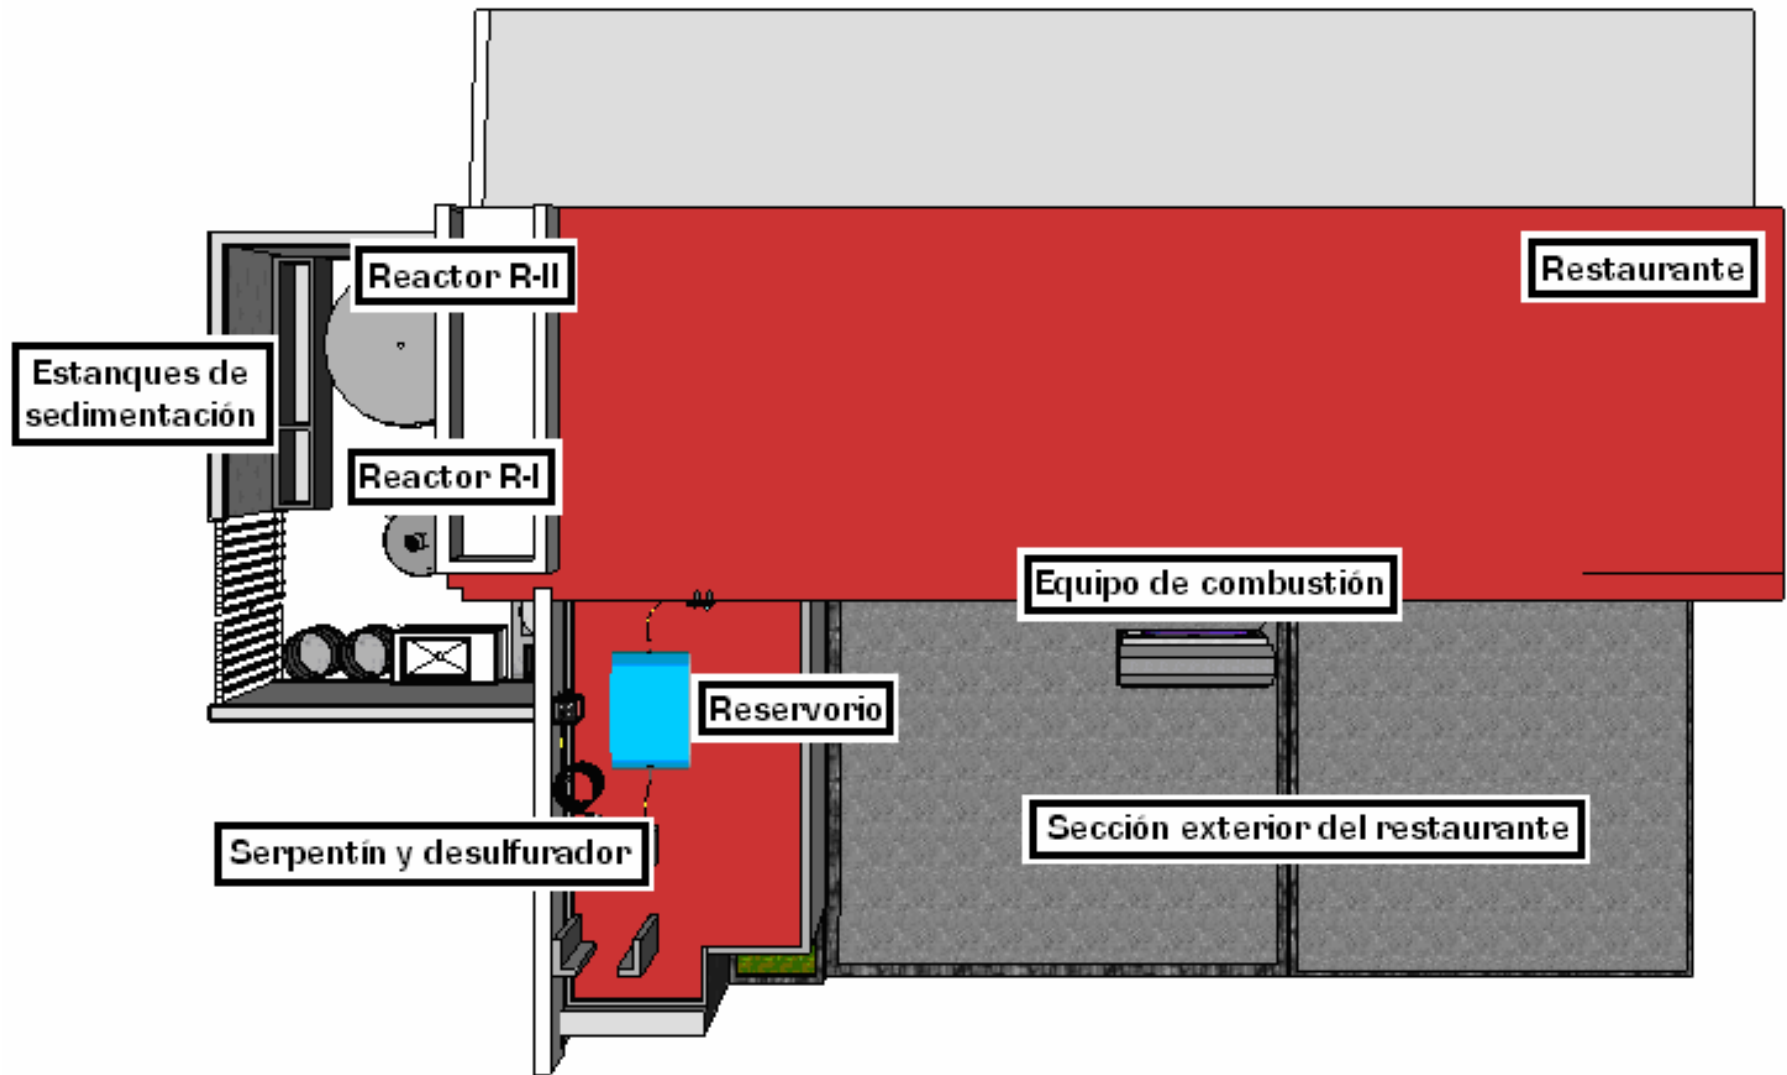 Reactor R-II
Restaurante
Estanques de
sedimentación
Reactor R-I
Equipo de combustión
Reservorio
Sección exterior del restaurante
Serpentín y desulfurador